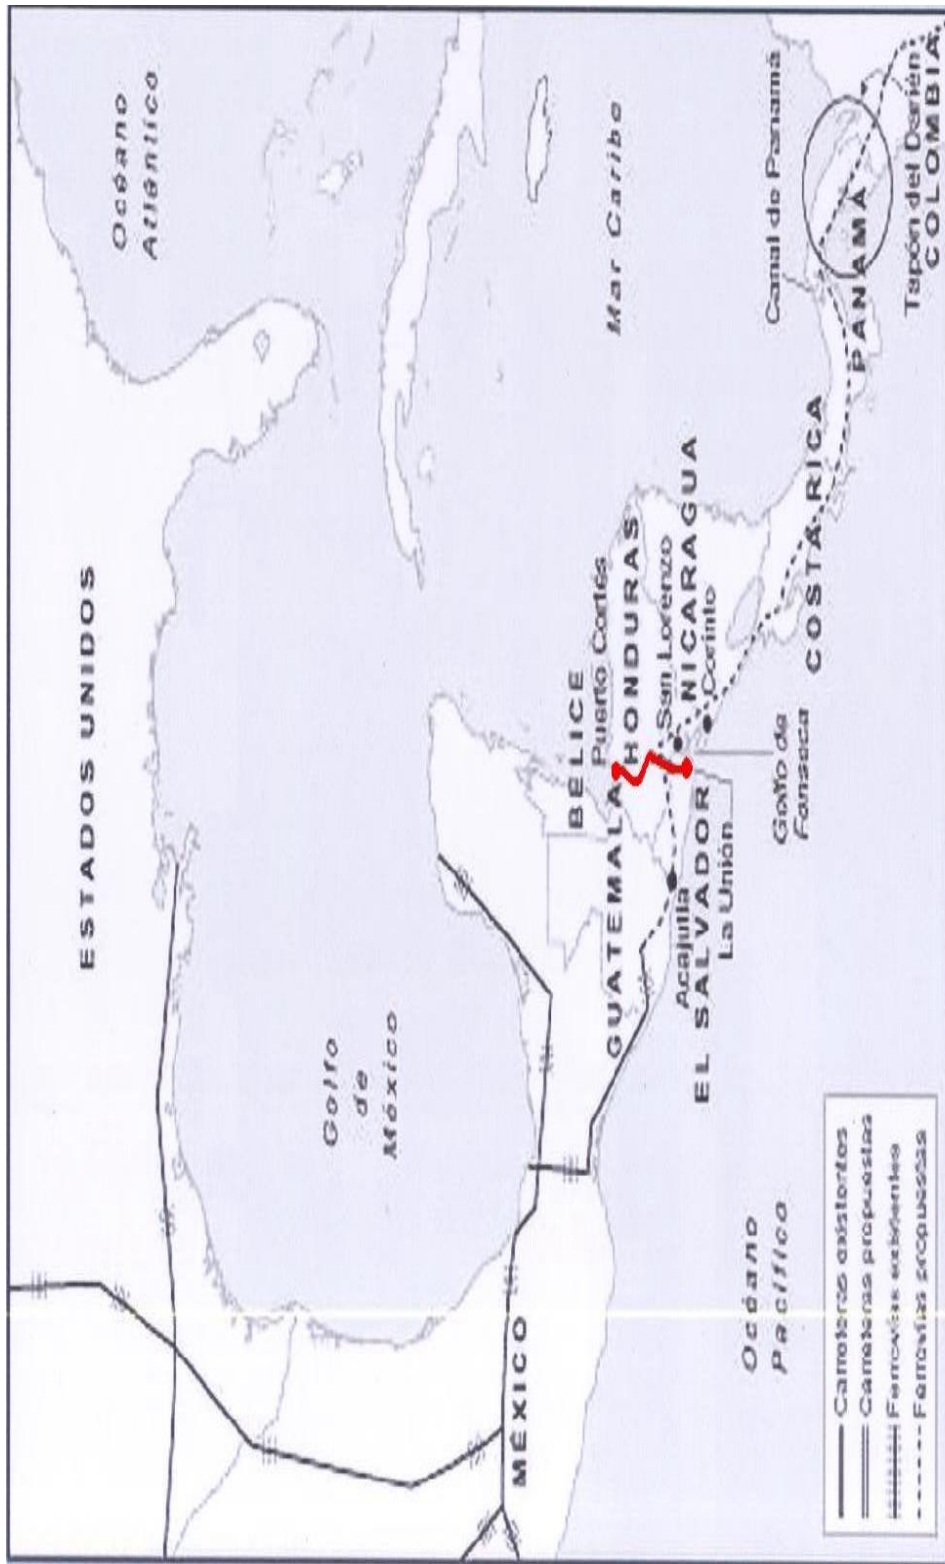 ESTADOS UNIDOS
Océano
Atlántico
Golfo
de
México
MÉXICO
Mar Caribe
BELICE
Puerto Cortés
GUATEMALA
HONDURAS
San Lorenzo
NICARAGUA
Corinto
Acajutla
EL SALVADOR
La Unión
Golfo de
Fonseca
COSTA RICA
Canal de Panamá
PANAMÁ
Tapón del Darién
COLOMBIA
Océano
Pacífico
Carreteras existentes
Carreteras propuestas
Ferrovías existentes
Ferrovías propuestas